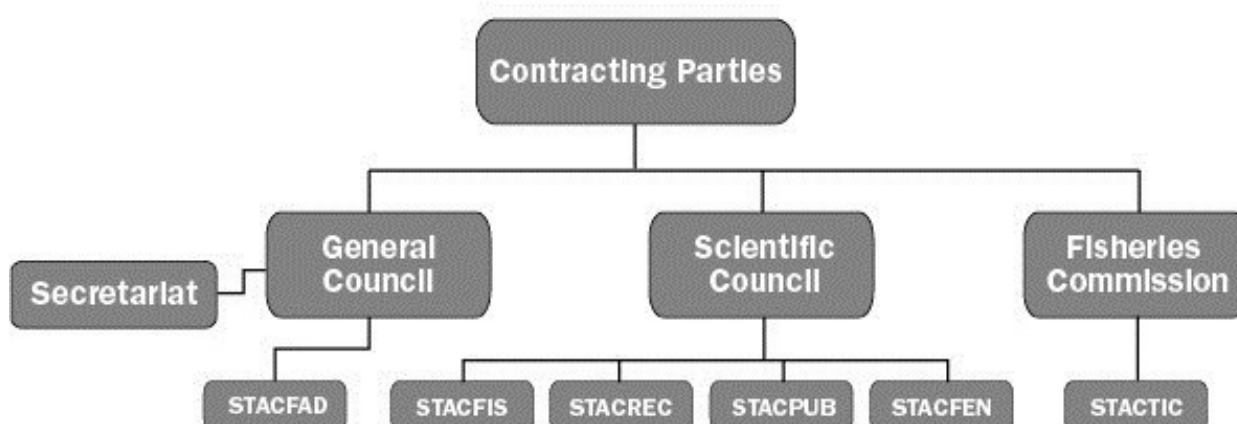 Contracting Parties
General
Council
Scientific
Council
Fisheries
Commission
Secretariat
STACFAD
STACFIS
STACREC
STACPUB
STACFEN
STACTIC